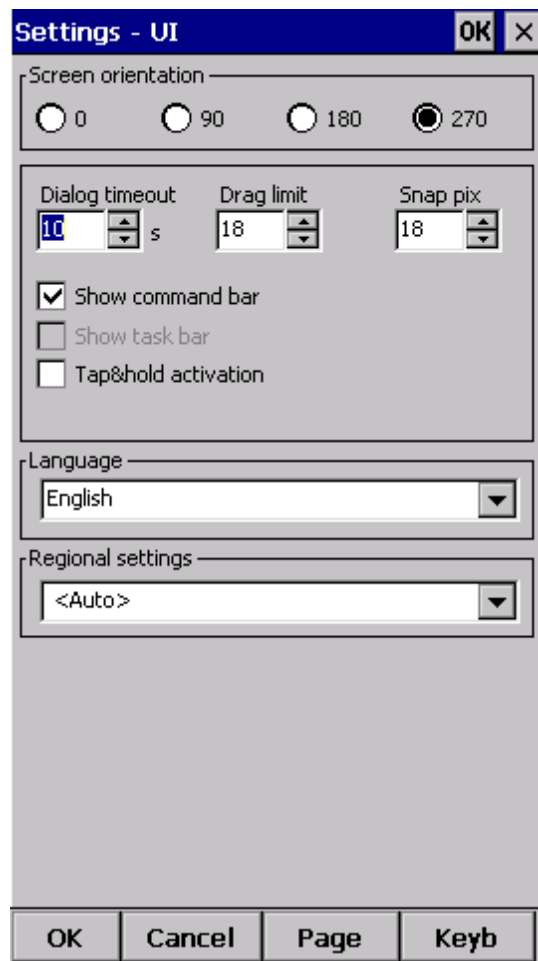 Settings - UI OK ×
Screen orientation
0 90 180 270
Dialog timeout Drag limit Snap pix
10 s 18 18
Show command bar
Show task bar
Tap&hold activation
Language
English
Regional settings
<Auto>
OK Cancel Page Keyb